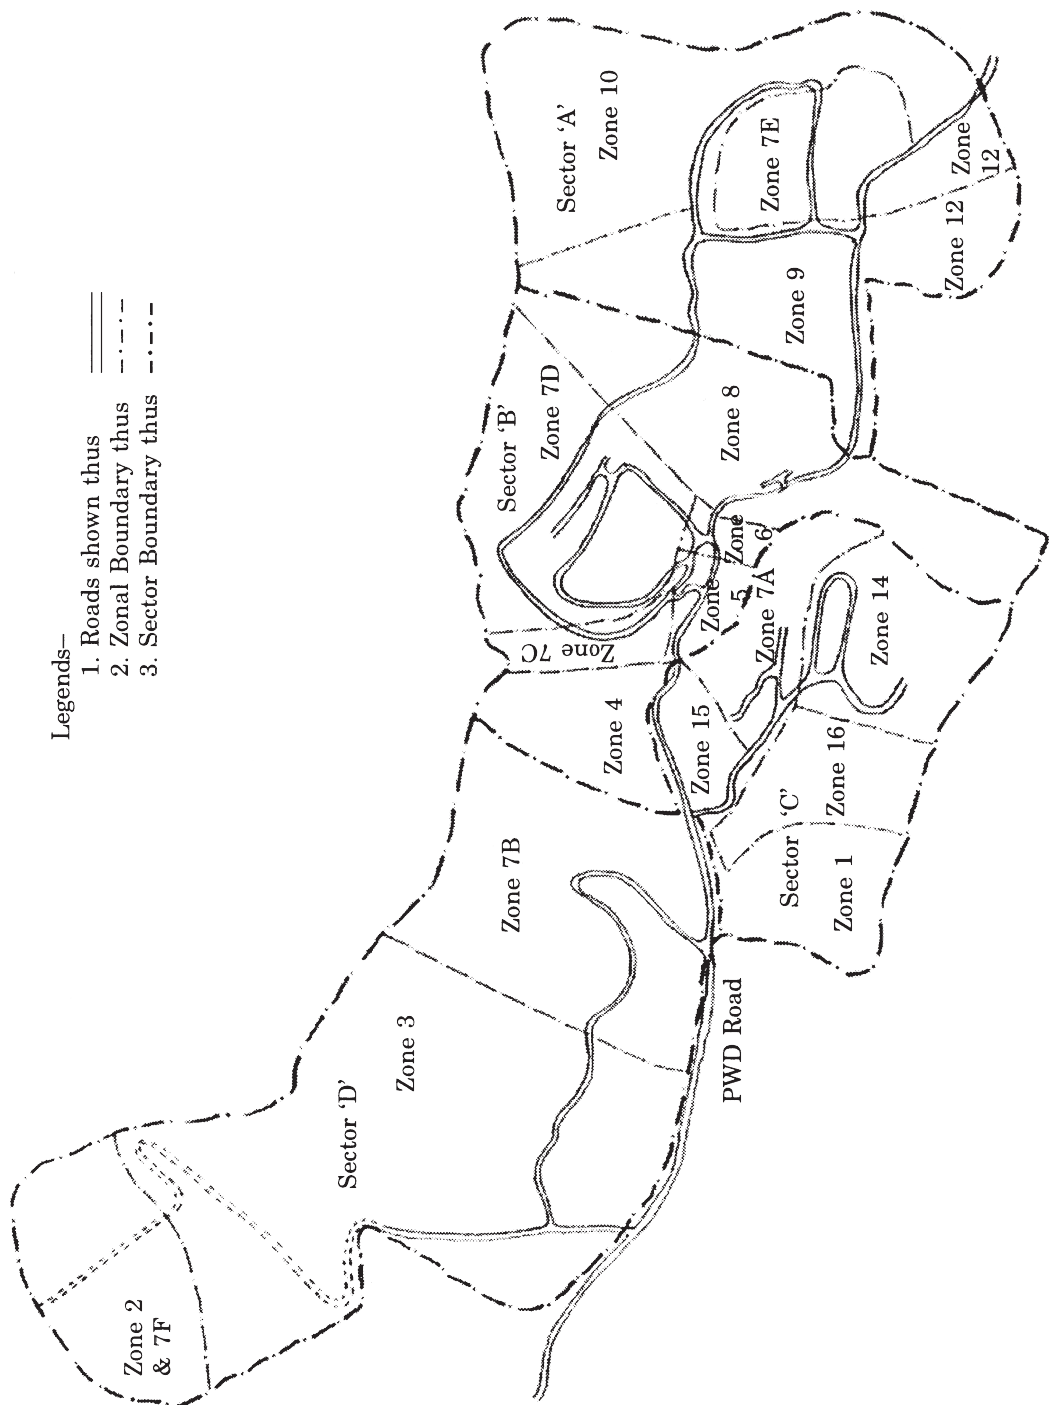 Legends–
1. Roads shown thus
2. Zonal Boundary thus
3. Sector Boundary thus
Sector ‘A’
Zone 10
Zone 7E
Zone
12
Zone 12
Zone 9
Sector ‘B’
Zone 7D
Zone 8
Zone
6
Zone
5
Zone 7A
Zone 7C
Zone 4
Zone 15
Zone 14
Zone 16
Sector ‘C’
Zone 1
Zone 7B
PWD Road
Zone 3
Sector ‘D’
Zone 2
& 7F